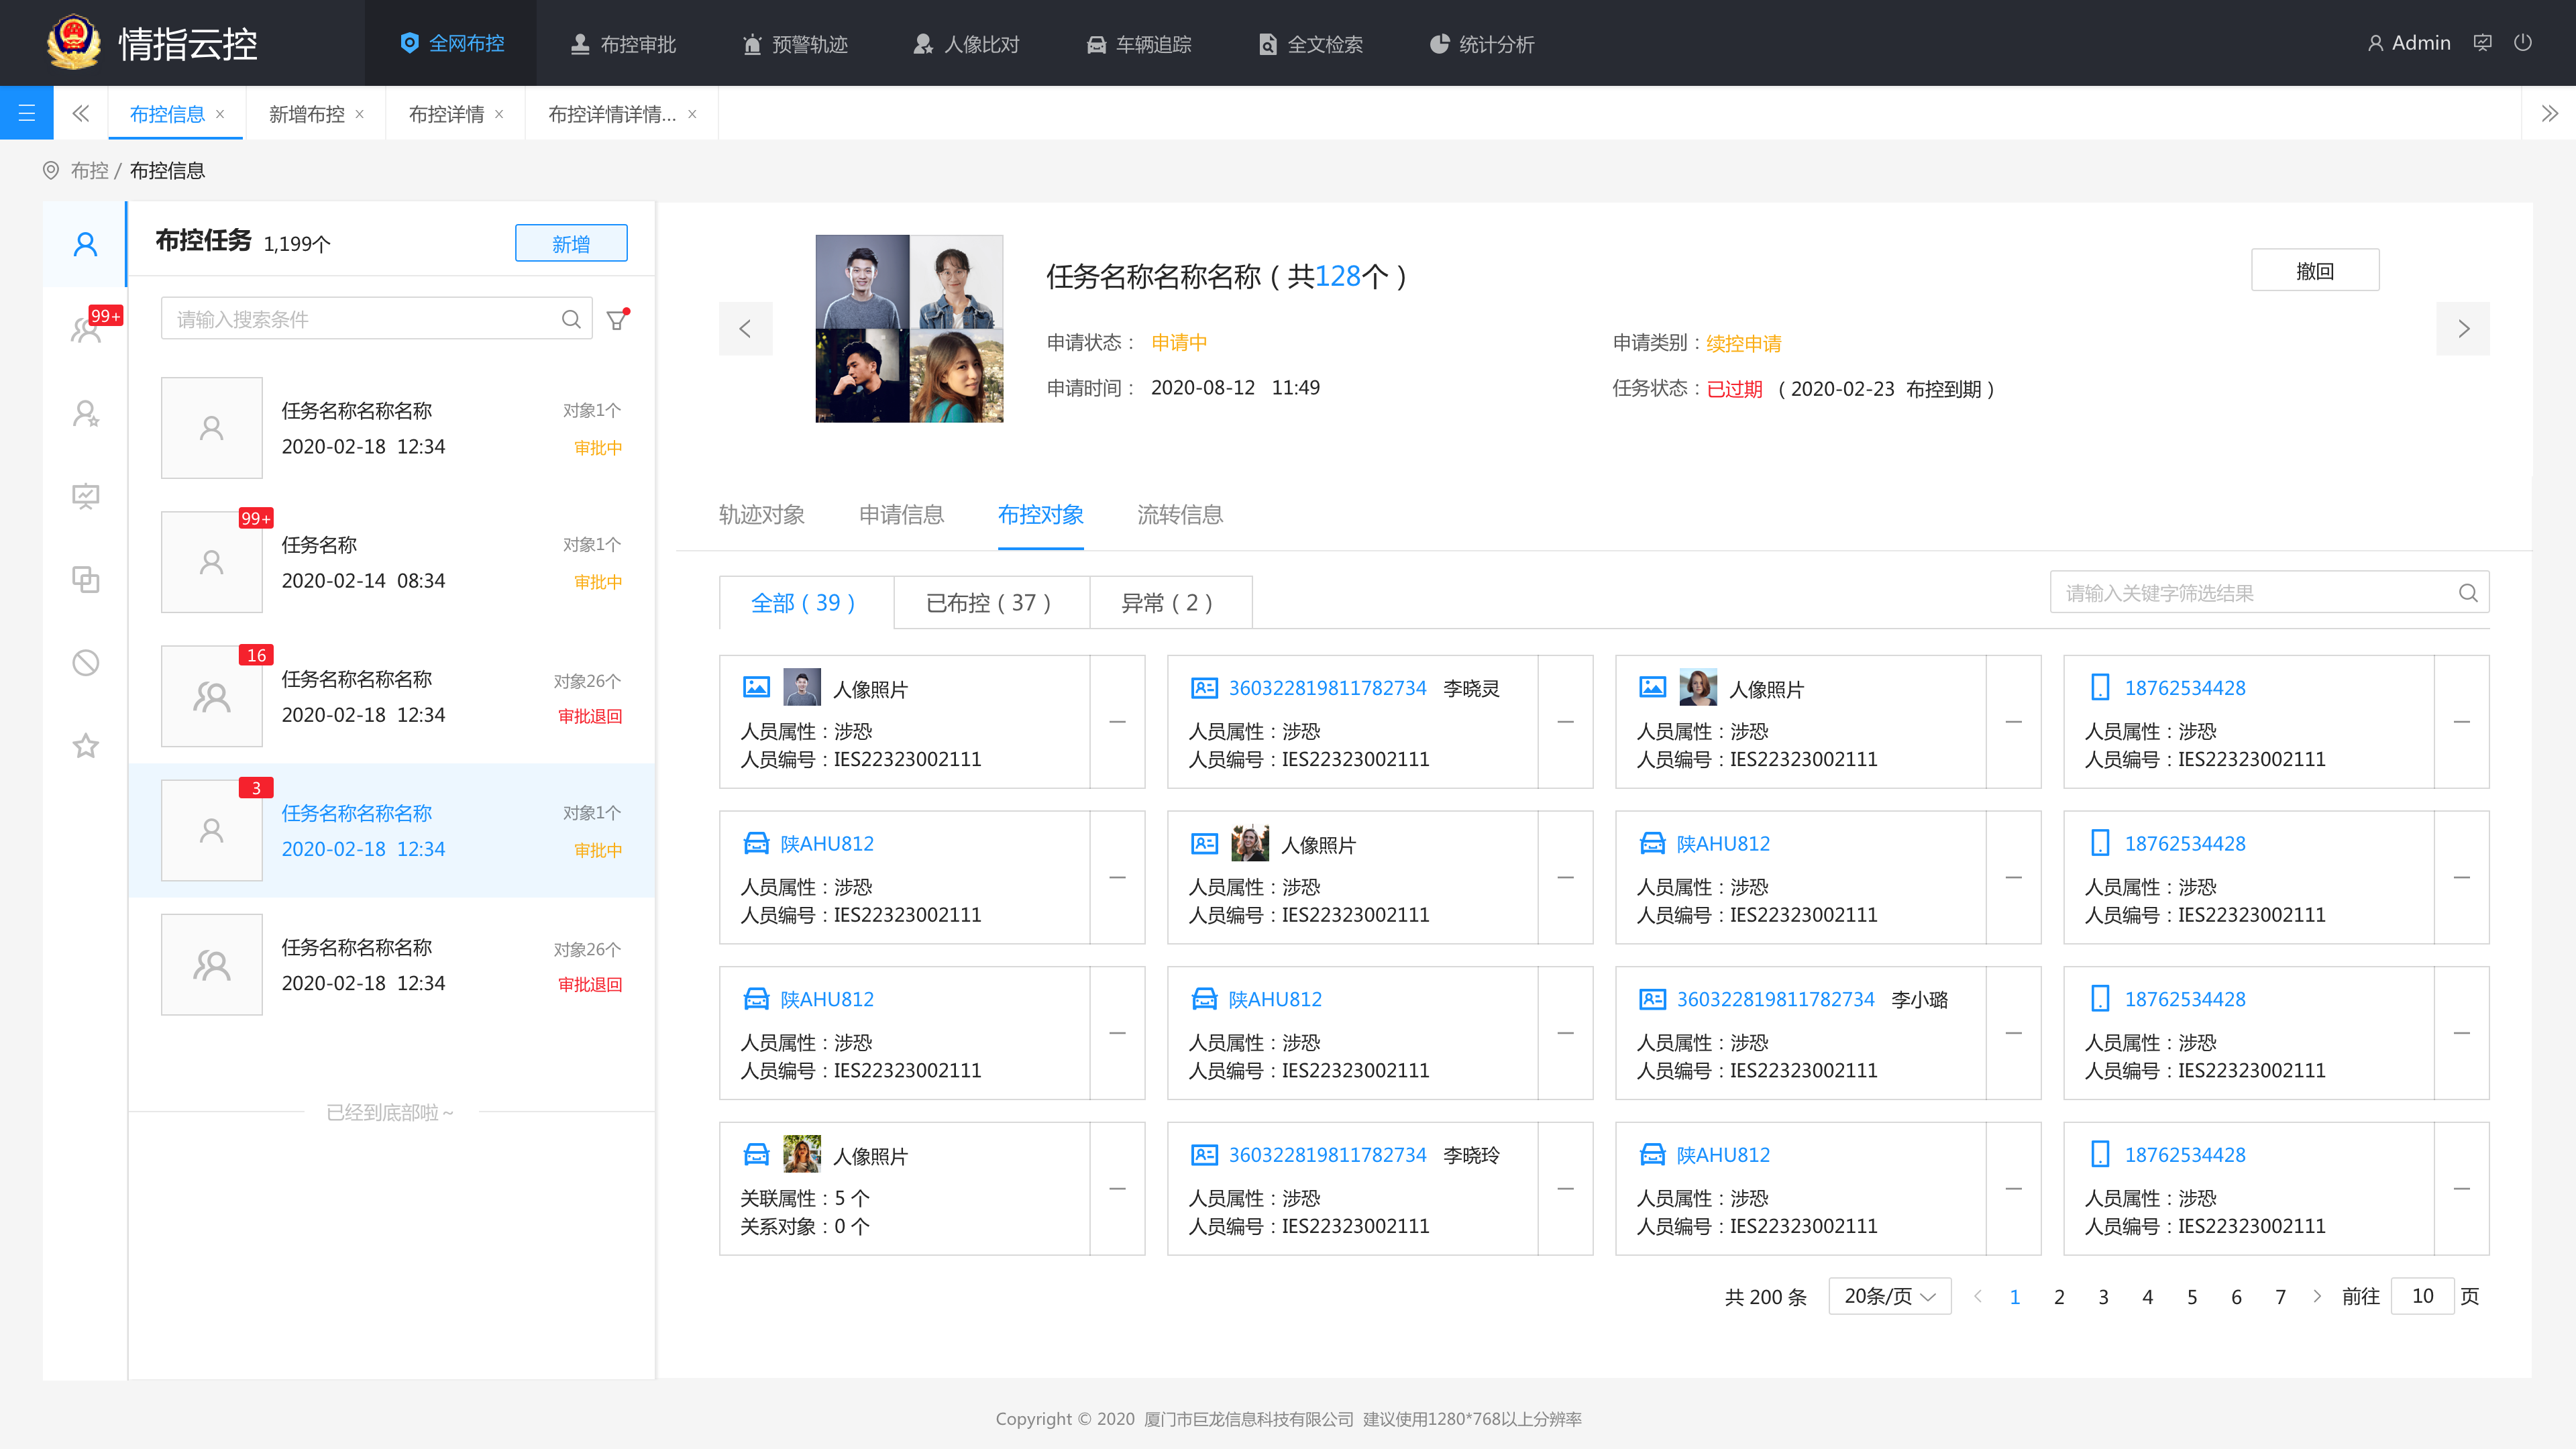 情指云控
全网布控 布控审批 预警轨迹 人像比对 车辆追踪 全文检索 统计分析 Admin
布控信息 × 新增布控 × 布控详情 × 布控详情详情... ×
布控 / 布控信息
布控任务 1,199个 新增
99+
请输入搜索条件
任务名称名称名称 对象1个
2020-02-18 12:34 审批中
99+
任务名称 对象1个
2020-02-14 08:34 审批中
16
任务名称名称名称 对象26个
2020-02-18 12:34 审批退回
3
任务名称名称名称 对象1个
2020-02-18 12:34 审批中
任务名称名称名称 对象26个
2020-02-18 12:34 审批退回
已经到底部啦～
任务名称名称名称（共128个） 撤回
申请状态： 申请中 申请类别：续控申请
申请时间： 2020-08-12 11:49 任务状态：已过期 （2020-02-23 布控到期）
轨迹对象 申请信息 布控对象 流转信息
全部（39） 已布控（37） 异常（2） 请输入关键字筛选结果
人像照片 360322819811782734 李晓灵 人像照片 18762534428
人员属性：涉恐 人员属性：涉恐 人员属性：涉恐 人员属性：涉恐
人员编号：IES22323002111 人员编号：IES22323002111 人员编号：IES22323002111 人员编号：IES22323002111
陕AHU812 人像照片 陕AHU812 18762534428
人员属性：涉恐 人员属性：涉恐 人员属性：涉恐 人员属性：涉恐
人员编号：IES22323002111 人员编号：IES22323002111 人员编号：IES22323002111 人员编号：IES22323002111
陕AHU812 陕AHU812 360322819811782734 李小璐 18762534428
人员属性：涉恐 人员属性：涉恐 人员属性：涉恐 人员属性：涉恐
人员编号：IES22323002111 人员编号：IES22323002111 人员编号：IES22323002111 人员编号：IES22323002111
人像照片 360322819811782734 李晓玲 陕AHU812 18762534428
关联属性：5 个 人员属性：涉恐 人员属性：涉恐 人员属性：涉恐
关系对象：0 个 人员编号：IES22323002111 人员编号：IES22323002111 人员编号：IES22323002111
共 200 条 20条/页 1 2 3 4 5 6 7 前往 10 页
Copyright © 2020 厦门市巨龙信息科技有限公司 建议使用1280*768以上分辨率